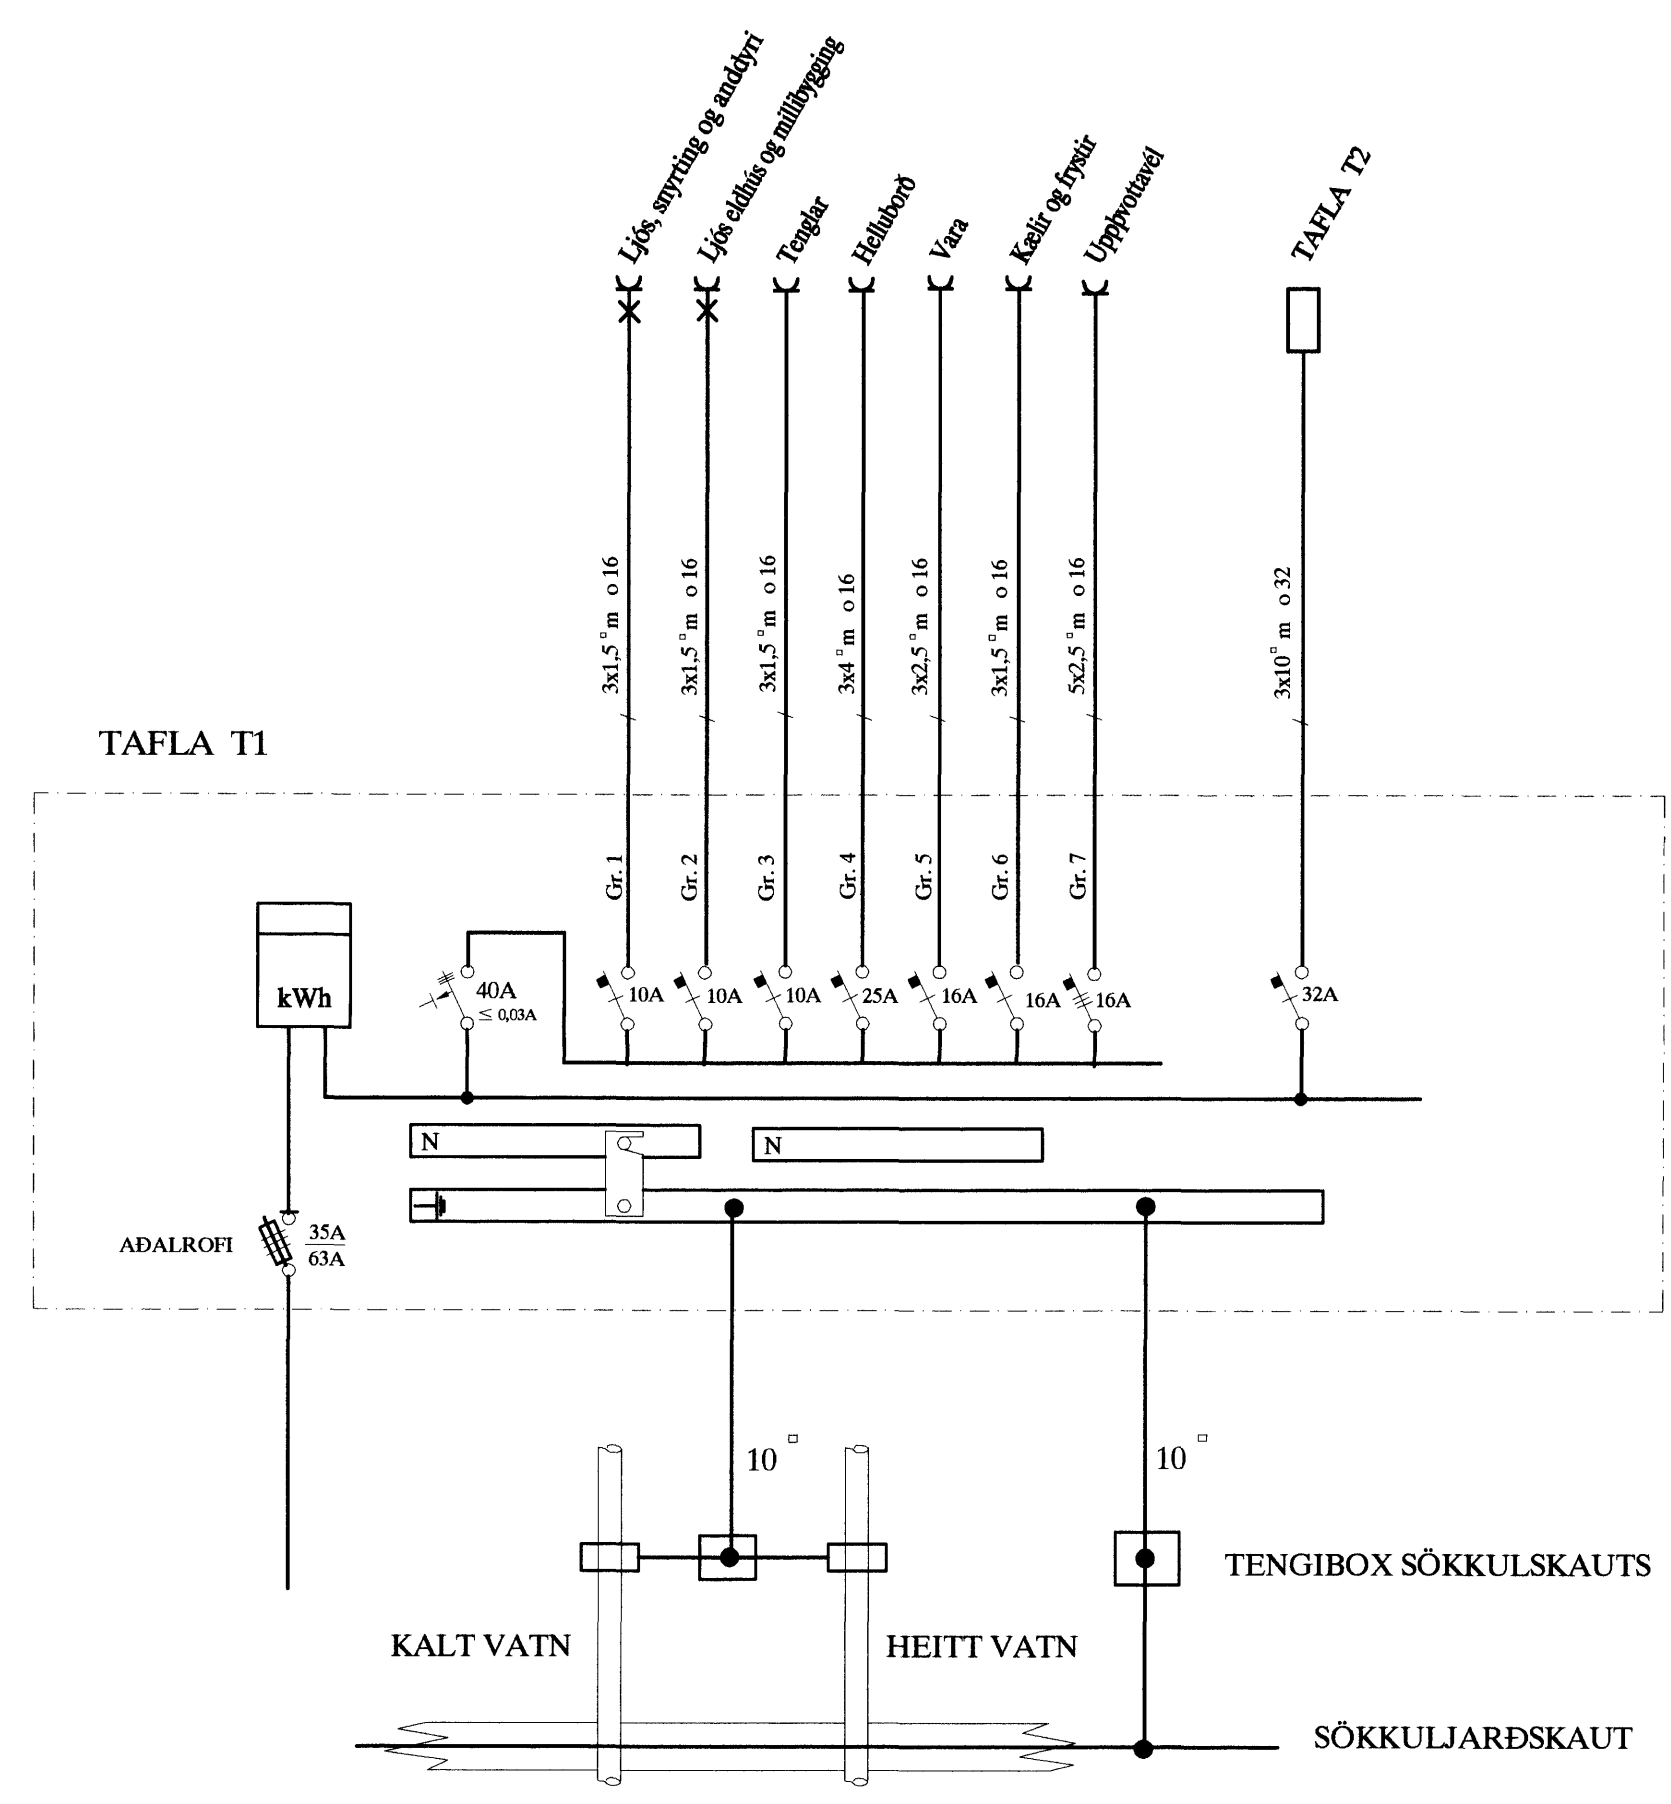 Ljós, snyrting og anddyri
Ljós eldhús og millibygging
Tenglar
Helluborð
Vara
Kælir og frystir
Uppþvottavél
TAFLA T2
3x1,5 □m o 16
3x1,5 □m o 16
3x1,5 □m o 16
3x4 □m o 16
3x2,5 □m o 16
3x1,5 □m o 16
5x2,5 □m o 16
3x10 □m o 32
TAFLA T1
Gr. 1
Gr. 2
Gr. 3
Gr. 4
Gr. 5
Gr. 6
Gr. 7
kWh
40A
≤ 0,03A
10A
10A
10A
25A
16A
16A
16A
32A
N
N
AÐALROFI
35A
63A
10 □
10 □
TENGIBOX SÖKKULSKAUTS
KALT VATN
HEITT VATN
SÖKKULJARÐSKAUT